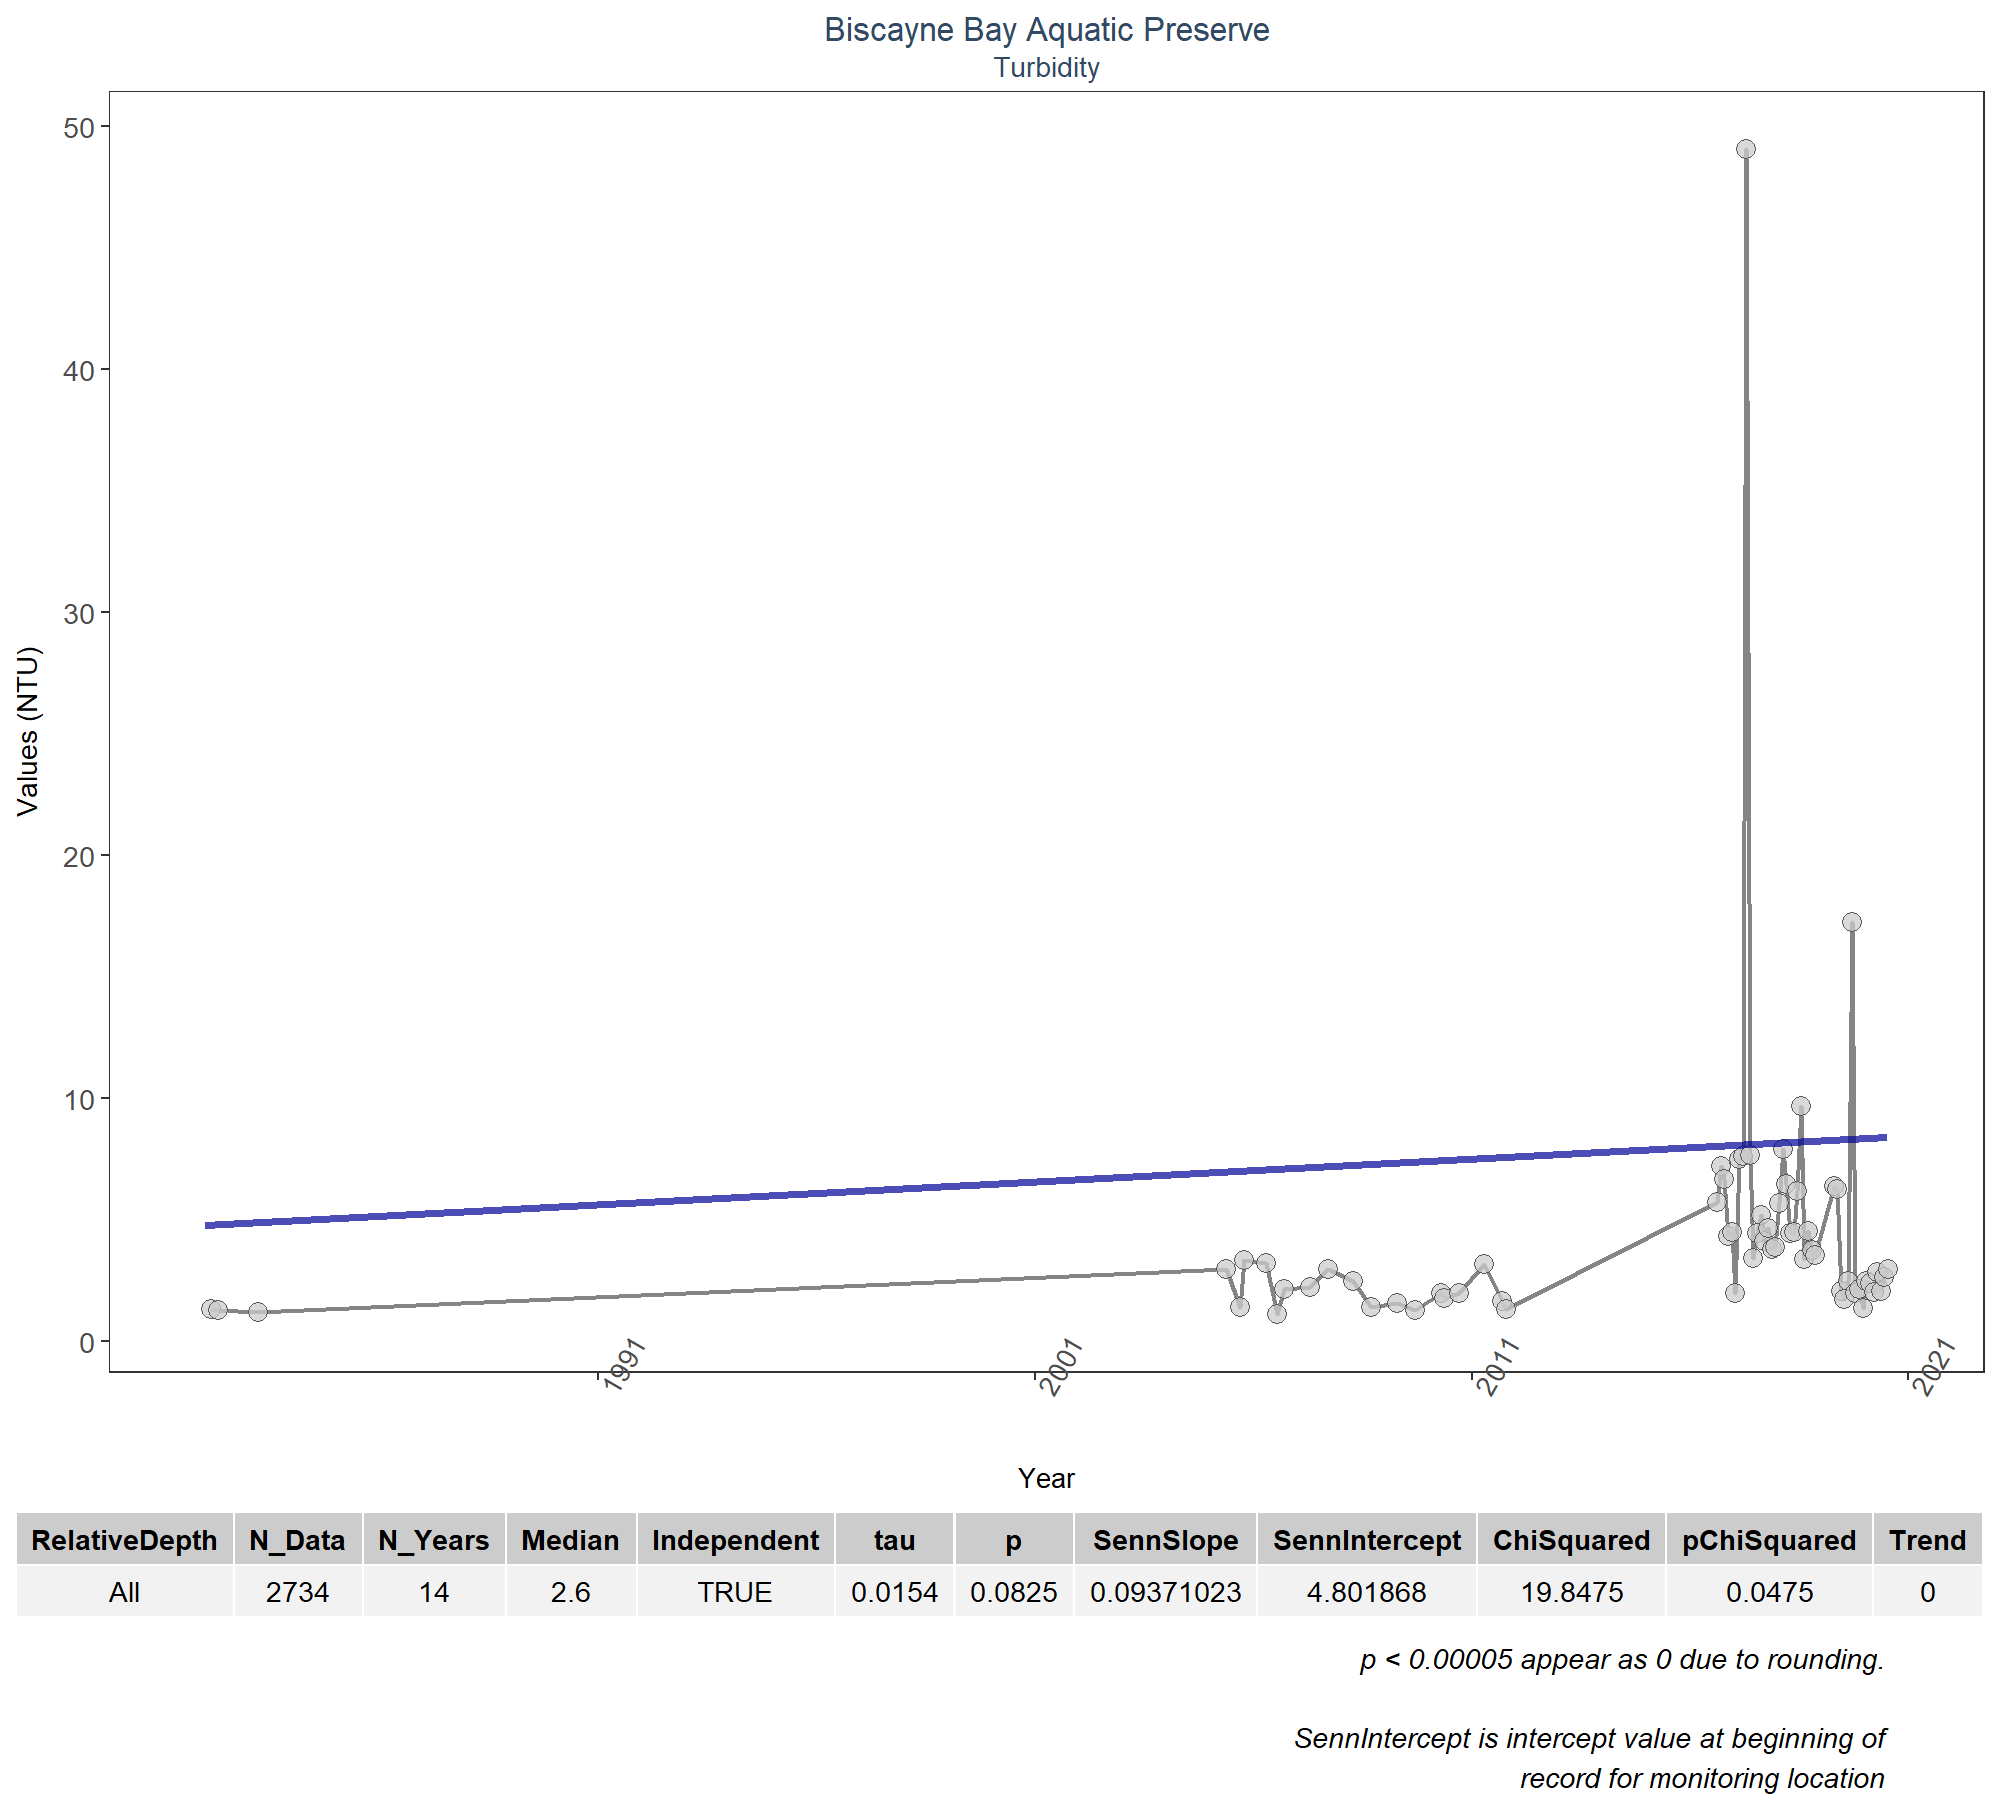 Biscayne Bay Aquatic Preserve
Turbidity
50
40
30
20
10
0
Values (NTU)
1991
2001
2011
2021
Year
RelativeDepth N_Data N_Years Median Independent tau p SennSlope SennIntercept ChiSquared pChiSquared Trend
All 2734 14 2.6 TRUE 0.0154 0.0825 0.09371023 4.801868 19.8475 0.0475 0
p < 0.00005 appear as 0 due to rounding.
SennIntercept is intercept value at beginning of
record for monitoring location